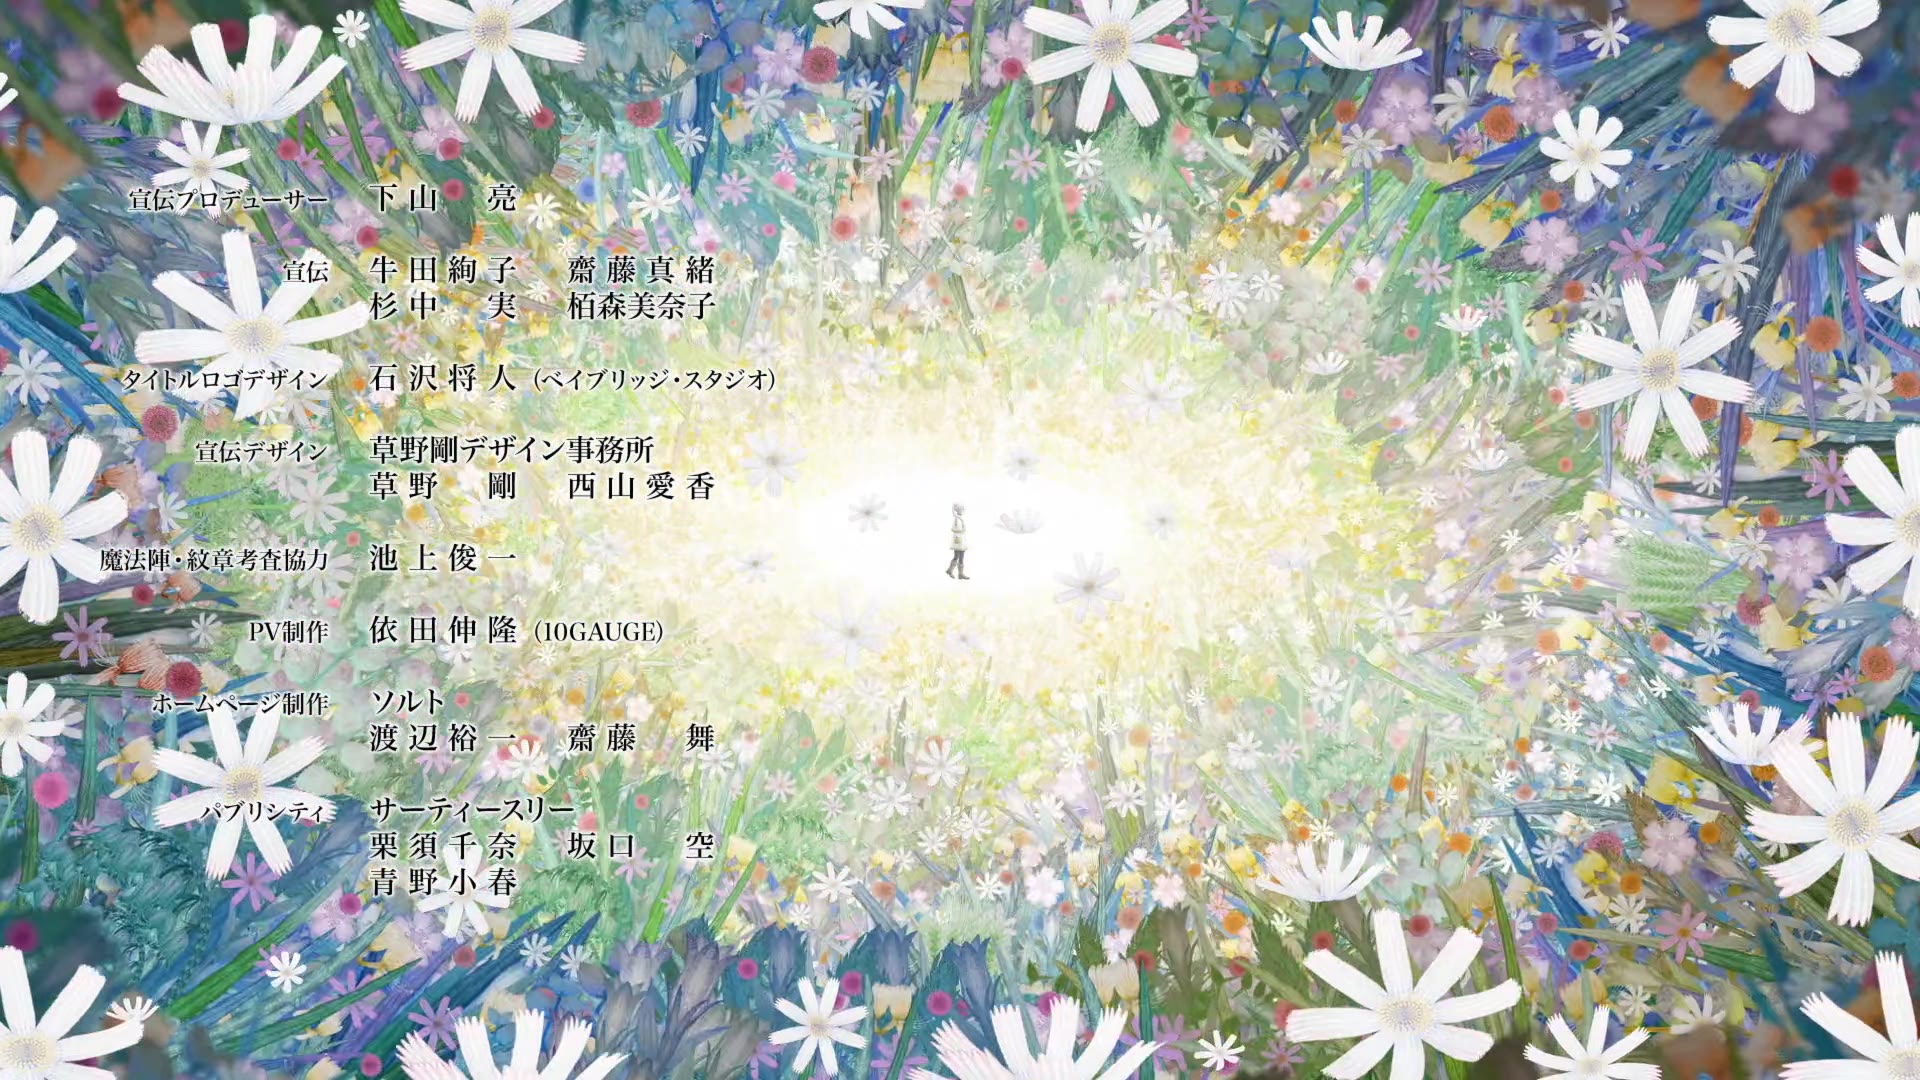 宣伝プロデューサー 下山 亮
宣伝 牛田絢子 齋藤真緒
杉中 実 栢森美奈子
タイトルロゴデザイン 石沢将人（ベイブリッジ・スタジオ）
宣伝デザイン 草野剛デザイン事務所
草野 剛 西山愛香
魔法陣・紋章考査協力 池上俊一
PV制作 依田伸隆（10GAUGE）
ホームページ制作 ソルト
渡辺裕一 齋藤 舞
パブリシティ サーティースリー
栗須千奈 坂口 空
青野小春